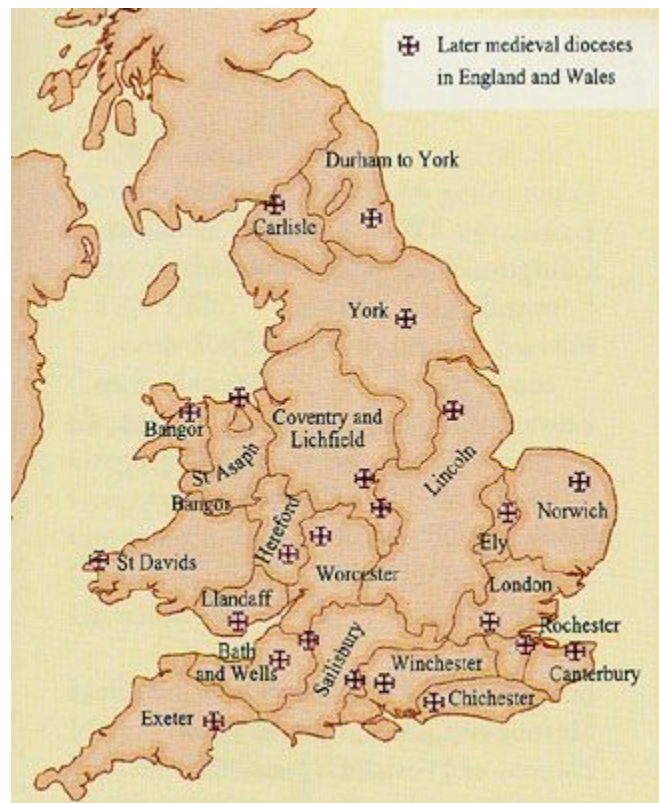 Later medieval dioceses
in England and Wales
Durham to York
Carlisle
York
Bangor
St Asaph
Coventry and
Lichfield
Lincoln
Bangor
Hereford
Ely
Norwich
St Davids
Worcester
Llandaff
London
Bath
and Wells
Sailisbury
Winchester
Rochester
Canterbury
Chichester
Exeter